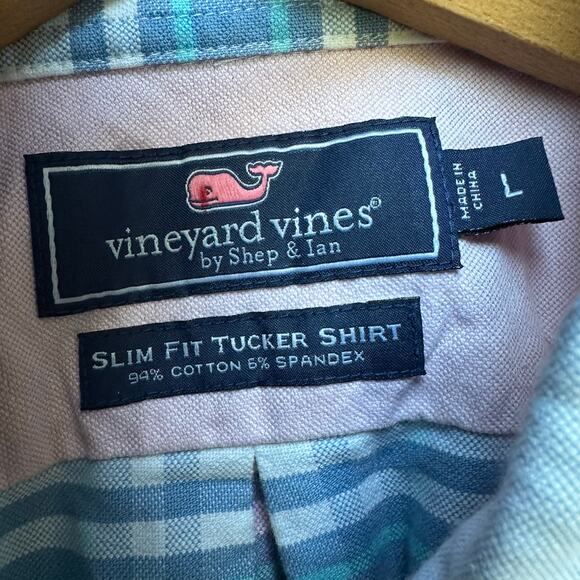 vineyard vines®
by Shep & Ian
MADE IN
CHINA
L
SLIM FIT TUCKER SHIRT
94% COTTON 6% SPANDEX